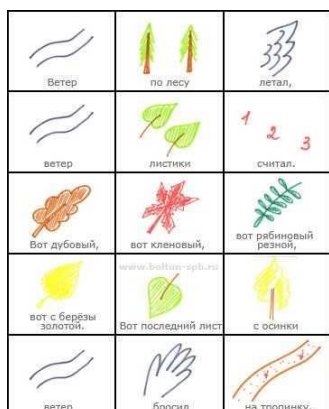 Ветер
по лесу
летал,
ветер
листики
1 2 3
считал.
Вот дубовый,
вот кленовый,
вот рябиновый
резной,
www.boltun-spb.ru
вот с берёзы
золотой.
Вот последний лист
с осинки
ветер
бросил
на тропинку.